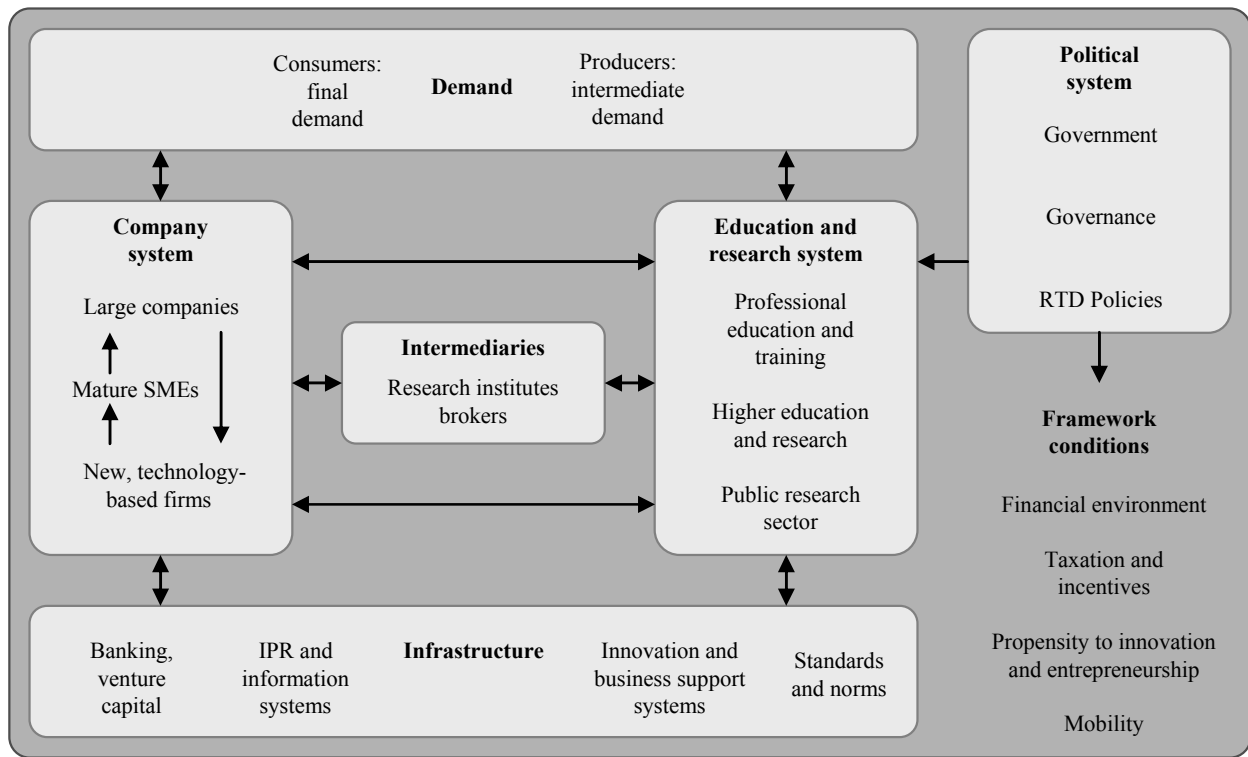 Consumers:
final
demand
Demand
Producers:
intermediate
demand
Political
system
Government
Governance
RTD Policies
Company
system
Large companies
Mature SMEs
New, technology-
based firms
Intermediaries
Research institutes
brokers
Education and
research system
Professional
education and
training
Higher education
and research
Public research
sector
Framework
conditions
Financial environment
Taxation and
incentives
Propensity to innovation
and entrepreneurship
Mobility
Banking,
venture
capital
IPR and
information
systems
Infrastructure
Innovation and
business support
systems
Standards
and norms